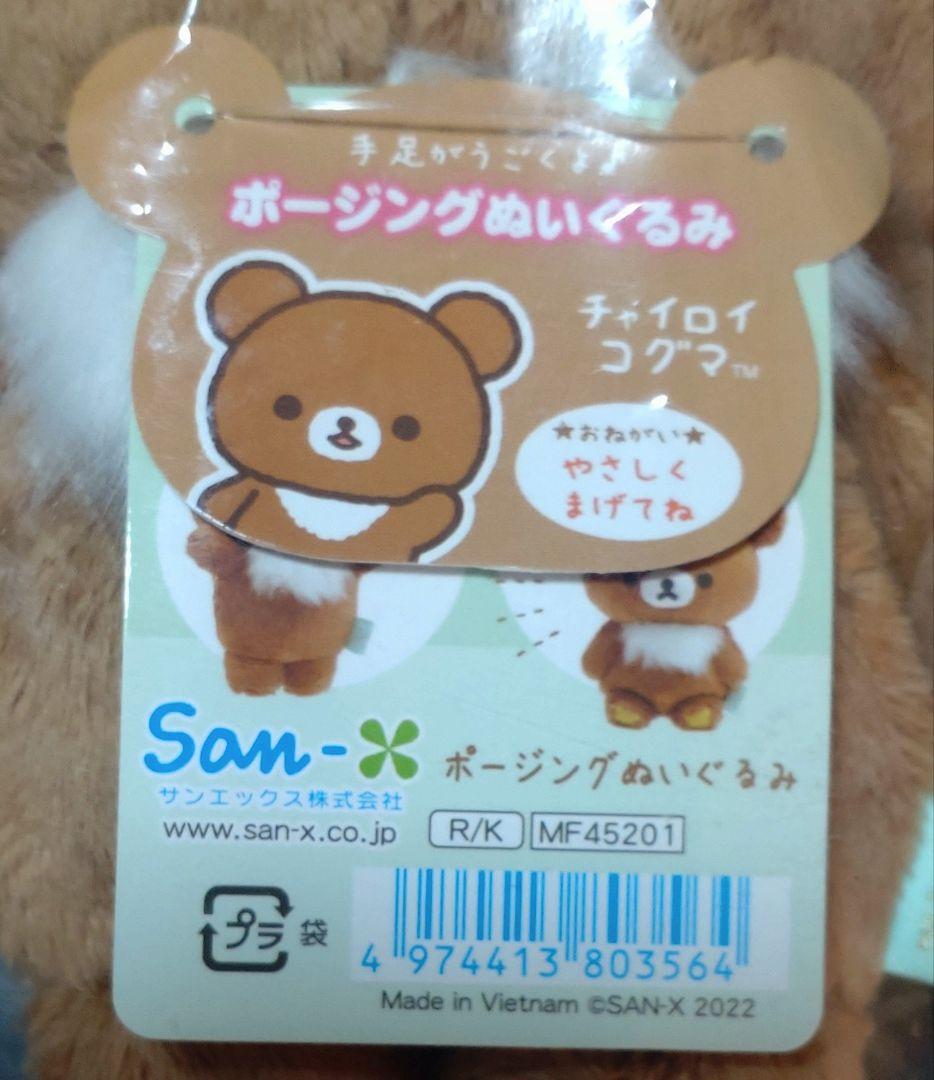 手足がうごくよ♪
ポージングぬいぐるみ
チャイロイ
コグマ™
★おねがい★
やさしく
まげてね
San-X
サンエックス株式会社
ポージングぬいぐるみ
www.san-x.co.jp
R/K
MF45201
プラ
袋
4 974413 803564
Made in Vietnam ©SAN-X 2022